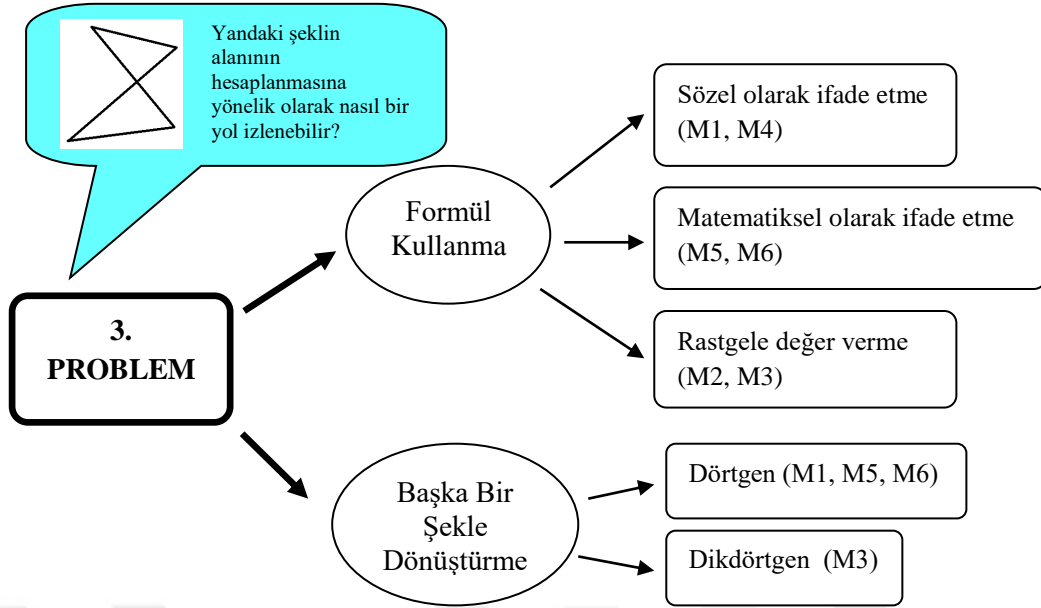 Yandaki şeklin
alanının
hesaplanmasına
yönelik olarak nasıl bir
yol izlenebilir?
3.
PROBLEM
Formül
Kullanma
Sözel olarak ifade etme
(M1, M4)
Matematiksel olarak ifade etme
(M5, M6)
Rastgele değer verme
(M2, M3)
Başka Bir
Şekle
Dönüştürme
Dörtgen (M1, M5, M6)
Dikdörtgen (M3)